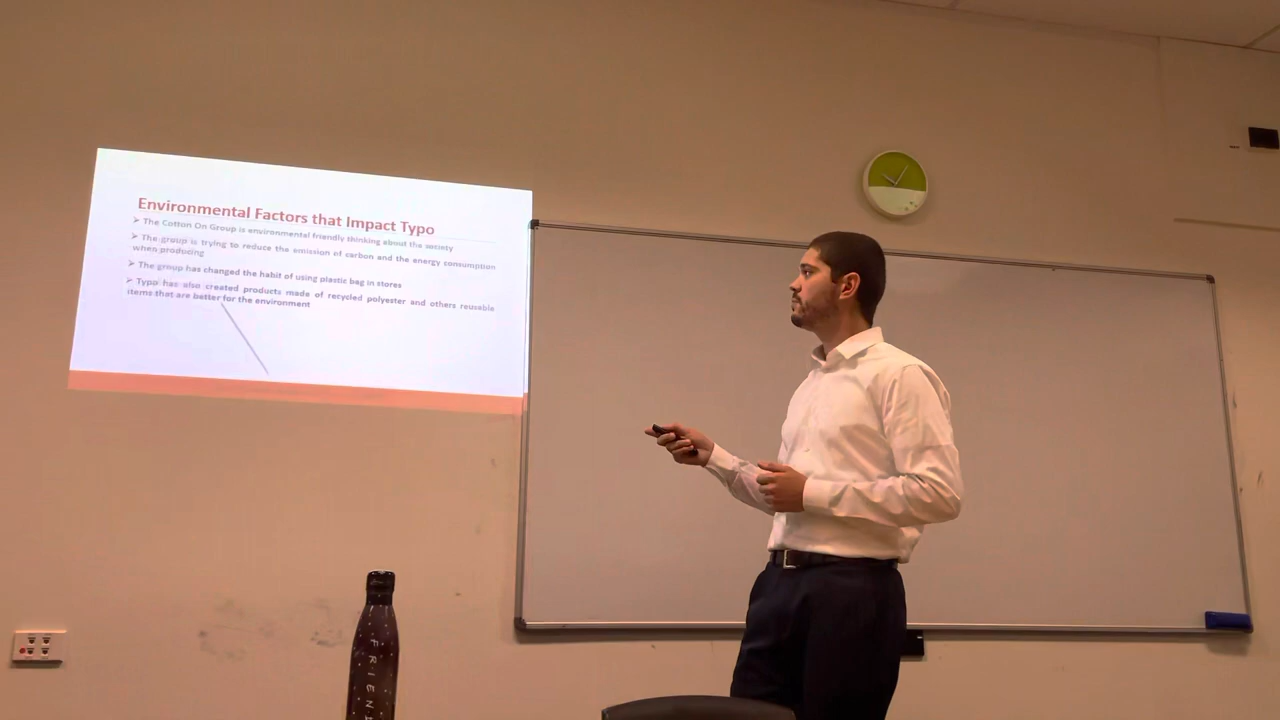 Environmental Factors that Impact Typo
➤ The Cotton On Group is environmental friendly thinking about the society
➤ The group is trying to reduce the emission of carbon and the energy consumption
when producing
➤ The group has changed the habit of using plastic bag in stores
➤ Typo has also created products made of recycled polyester and others reusable
items that are better for the environment
FRIEND